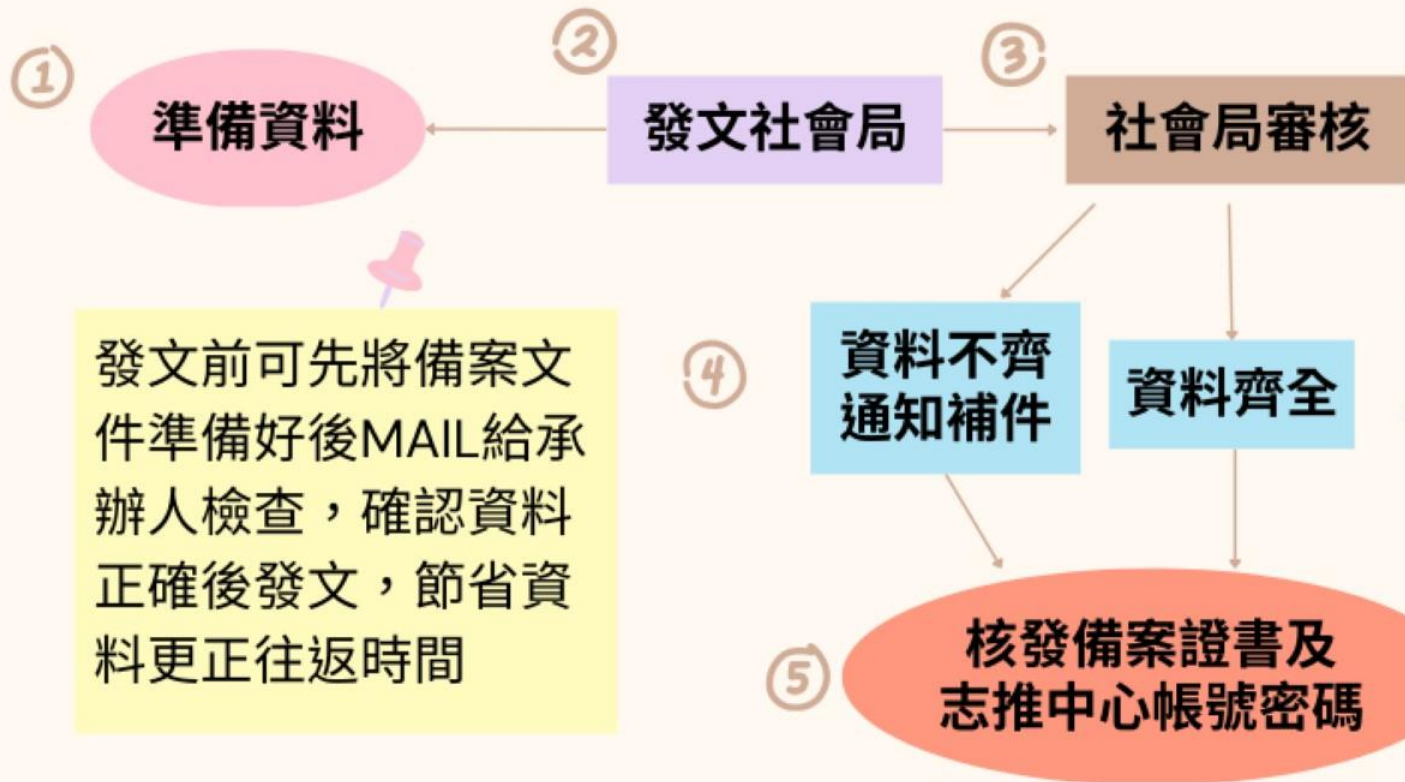 ①
準備資料
②
發文社會局
③
社會局審核
發文前可先將備案文
件準備好後MAIL給承
辦人檢查，確認資料
正確後發文，節省資
料更正往返時間
④
資料不齊
通知補件
資料齊全
⑤
核發備案證書及
志推中心帳號密碼